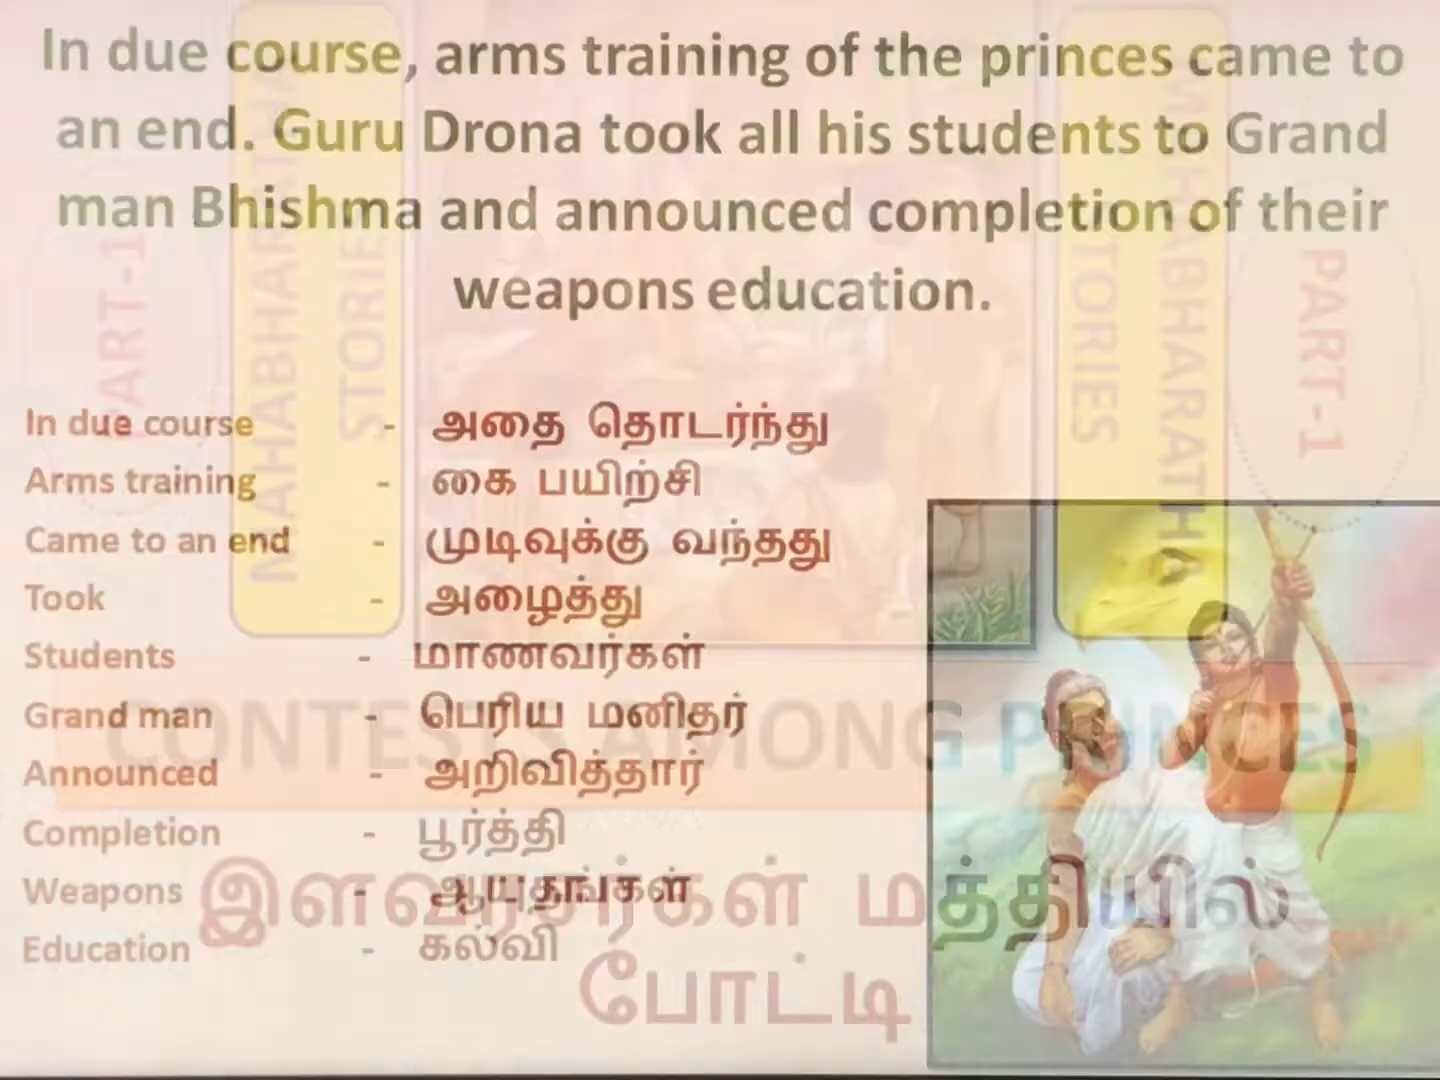 In due course, arms training of the princes came to
an end. Guru Drona took all his students to Grand
man Bhishma and announced completion of their
weapons education.
In due course - அதை தொடர்ந்து
Arms training - கை பயிற்சி
Came to an end - முடிவுக்கு வந்தது
Took - அழைத்து
Students - மாணவர்கள்
Grand man - பெரிய மனிதர்
Announced - அறிவித்தார்
Completion - பூர்த்தி
Weapons - ஆயுதங்கள்
Education - கல்வி
PART-1
MAHABHARATHA
STORIES
MAHABHARATHA
STORIES
PART-1
CONTESTS AMONG PRINCES
இளவரசர்கள் மத்தியில்
போட்டி